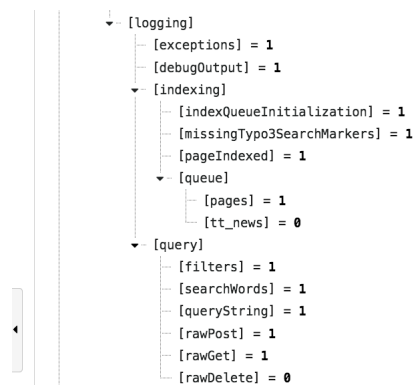 [logging]
[exceptions] = 1
[debugOutput] = 1
[indexing]
[indexQueueInitialization] = 1
[missingTypo3SearchMarkers] = 1
[pageIndexed] = 1
[queue]
[pages] = 1
[tt_news] = 0
[query]
[filters] = 1
[searchWords] = 1
[queryString] = 1
[rawPost] = 1
[rawGet] = 1
[rawDelete] = 0